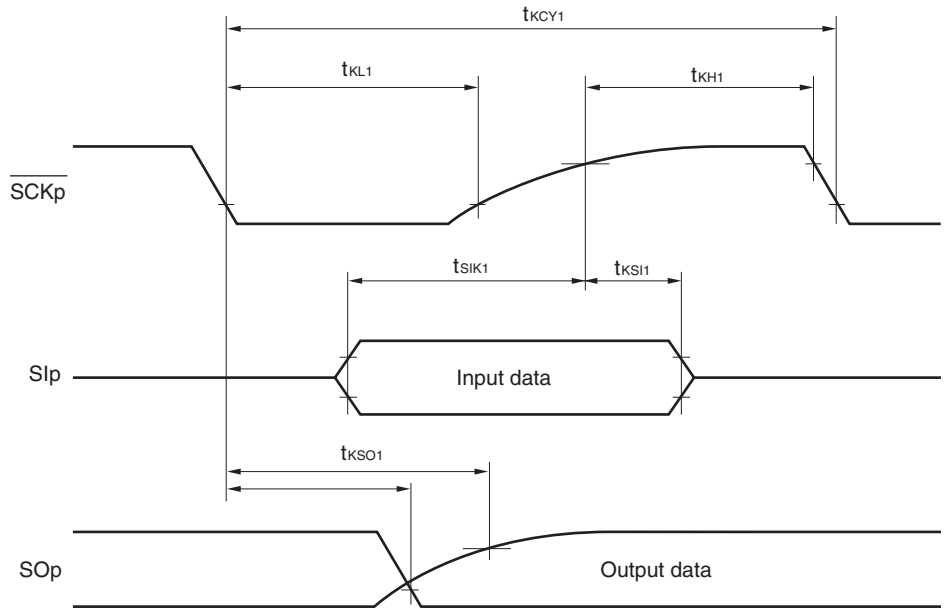 tKCY1
tKL1
tKH1
SCKp
tSIK1
tKSI1
SIp
Input data
tKSO1
SOp
Output data